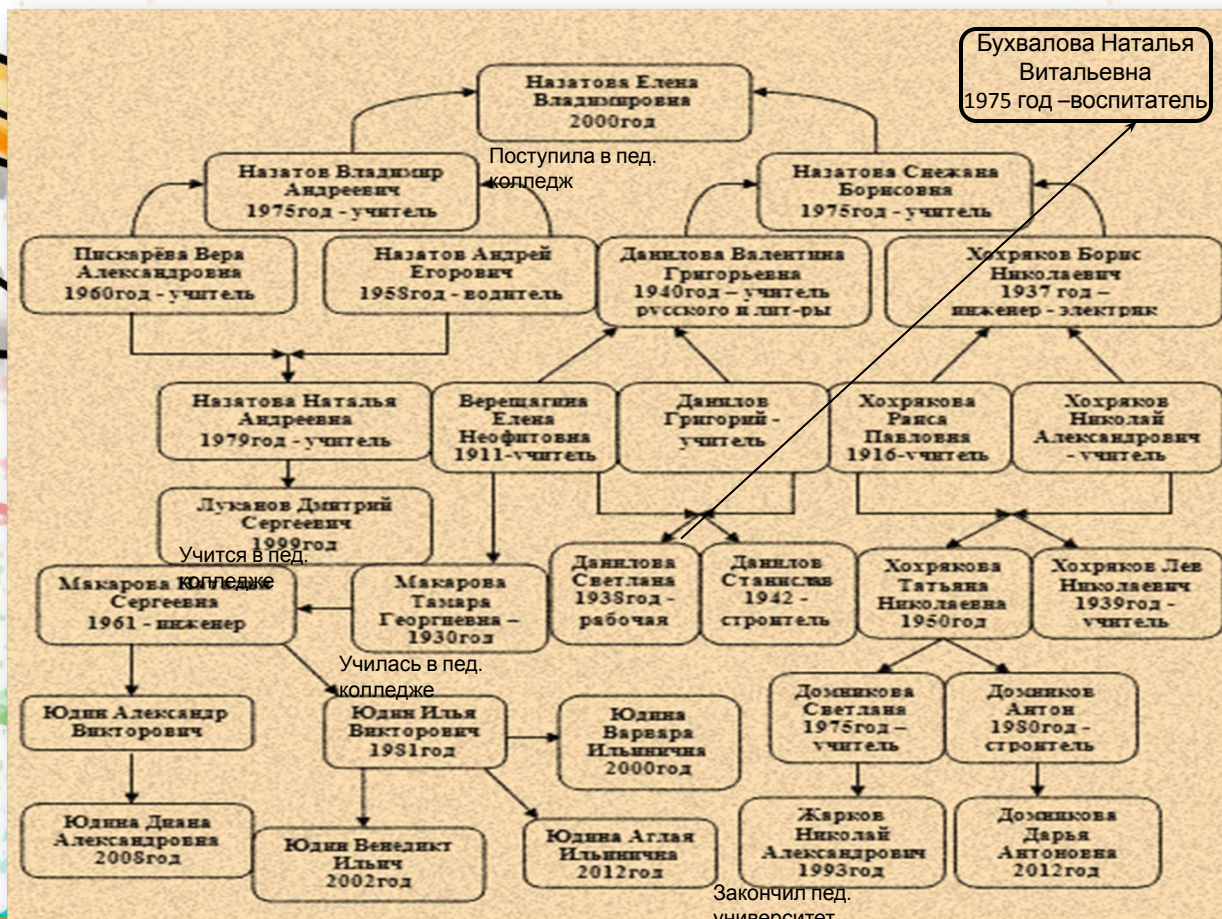 Бухвалова Наталья
Витальевна
1975 год –воспитатель
Назатова Елена
Владимировна
2000год
Поступила в пед.
колледж
Назатов Владимир
Андреевич
1975год - учитель
Назатова Снежана
Борисовна
1975год - учитель
Пискарёва Вера
Александровна
1960год - учитель
Назатов Андрей
Егорович
1958год - водитель
Данилова Валентина
Григорьевна
1940год – учитель
русского и лит-ры
Хохряков Борис
Николаевич
1937 год –
инженер - электрик
Назатова Наталья
Андреевна
1979год - учитель
Верещагина
Елена
Неофитовна
1911-учитель
Данилов
Григорий -
учитель
Хохрякова
Раиса
Павловна
1916-учитель
Хохряков
Николай
Александрович
- учитель
Луканов Дмитрий
Сергеевич
1999год
Учится в пед.
колледже
Макарова
Сергеевна
1961 - инженер
Макарова
Тамара
Георгиевна –
1930год
Училась в пед.
колледже
Данилова
Светлана
1938год -
рабочая
Данилов
Станислав
1942 -
строитель
Хохрякова
Татьяна
Николаевна
1950год
Хохряков Лев
Николаевич
1939год -
учитель
Юдин Александр
Викторович
Юдин Илья
Викторович
1981год
Юдина
Варвара
Ильинична
2000год
Домникова
Светлана
1975год –
учитель
Домников
Антон
1980год -
строитель
Юдина Диана
Александровна
2008год
Юдин Венедикт
Ильич
2002год
Юдина Аглая
Ильинична
2012год
Жарков
Николай
Александрович
1993год
Домникова
Дарья
Антоновна
2012год
Закончил пед.
университет